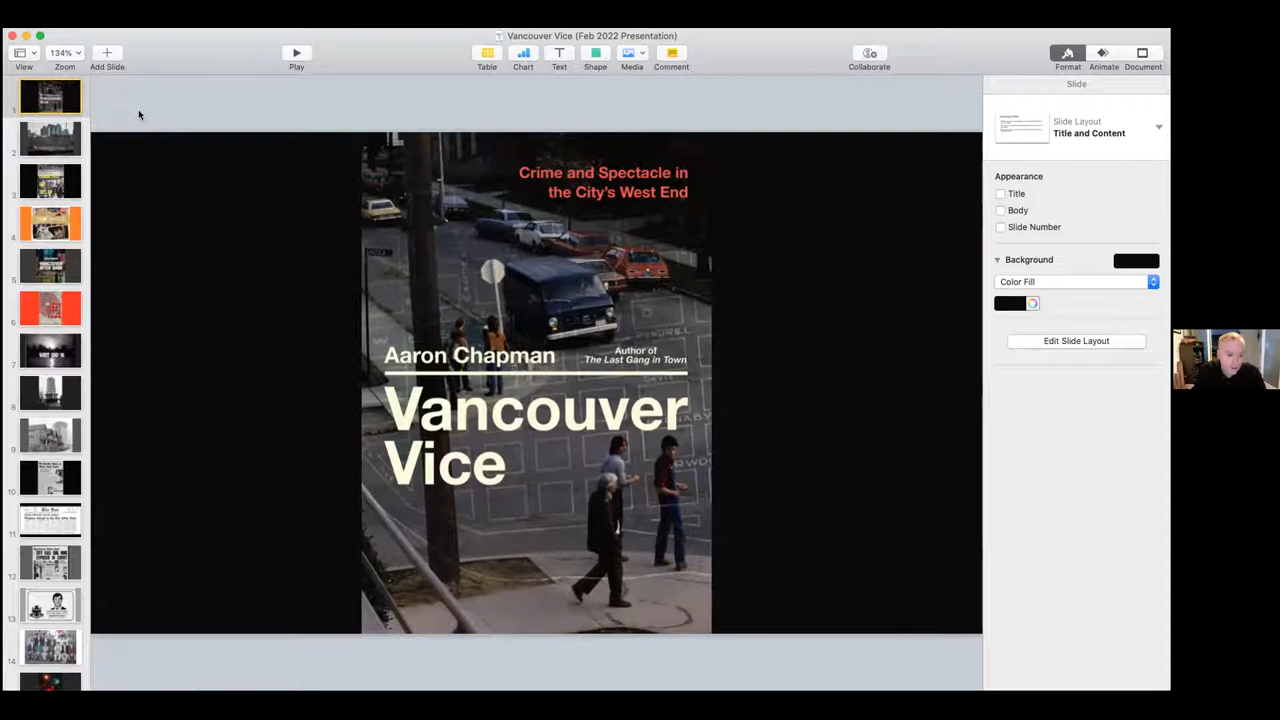 Vancouver Vice (Feb 2022 Presentation)
134%
View
Zoom
Add Slide
Play
Table
Chart
Text
Shape
Media
Comment
Collaborate
Format
Animate
Document
Slide
Slide Layout
Title and Content
Appearance
Title
Body
Slide Number
Background
Color Fill
Edit Slide Layout
1
2
3
4
5
6
7
8
9
10
11
12
13
14
Crime and Spectacle in
the City's West End
Aaron Chapman
Author of
The Last Gang in Town
Vancouver
Vice
PENDRELL
DAVIE